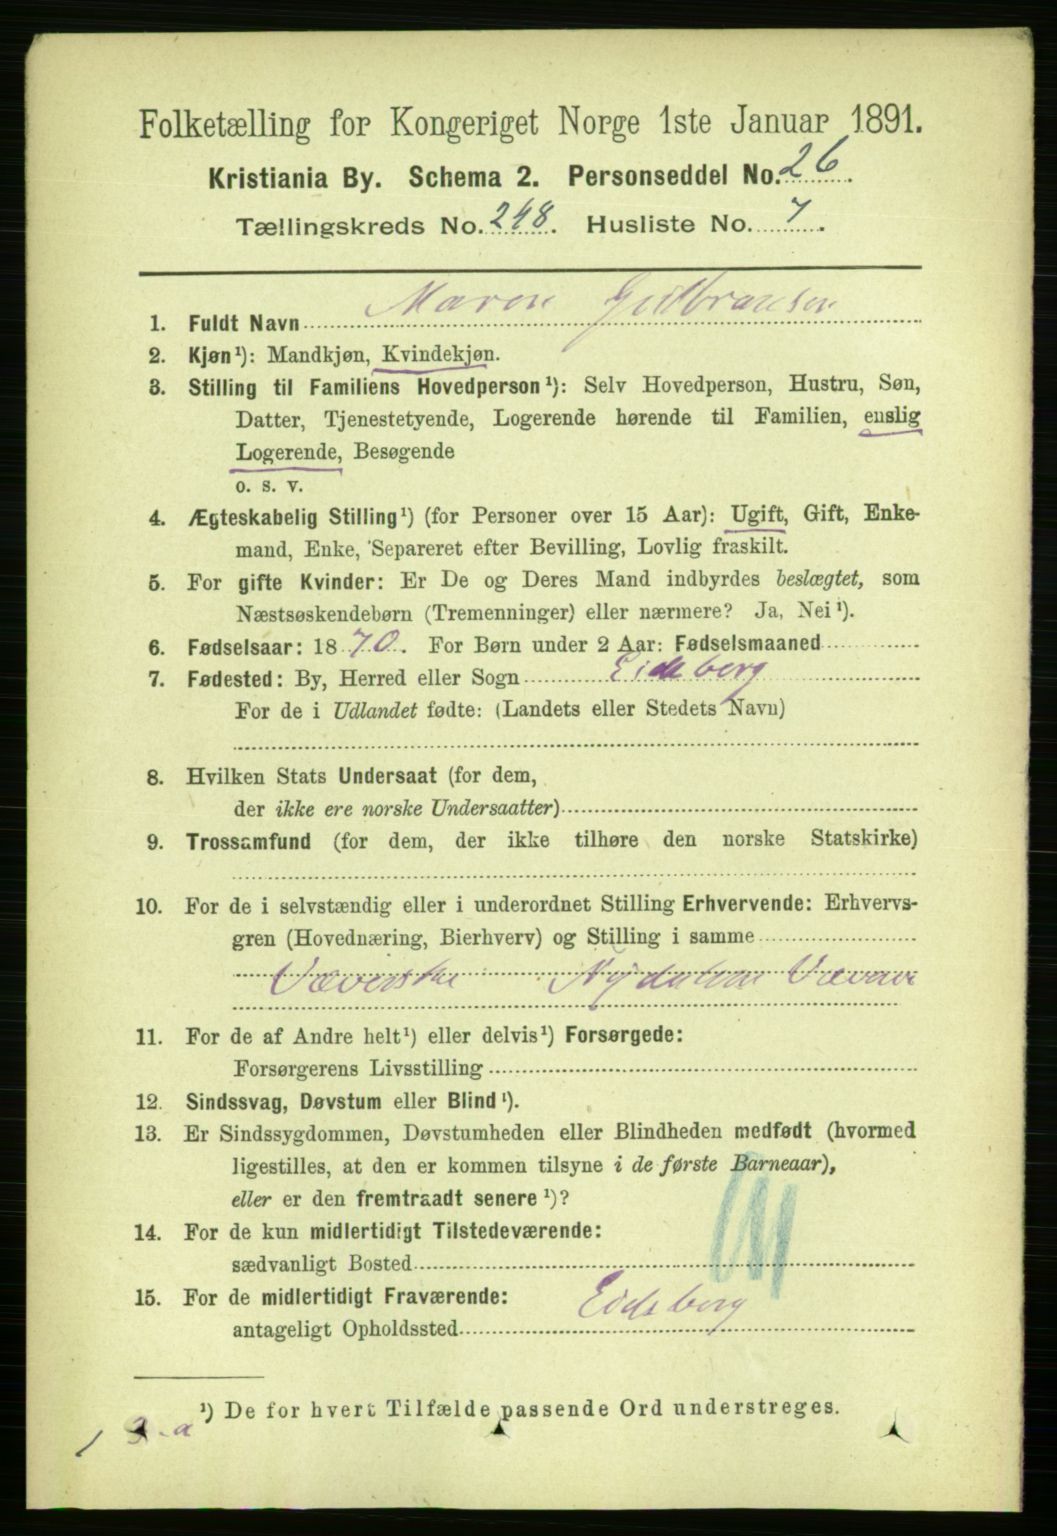 Folketælling for Kongeriget Norge 1ste Januar 1891.
Kristiania By. Schema 2. Personseddel No. 26.
Tællingskreds No. 248. Husliste No. 7.
1. Fuldt Navn Maren Gulbransen
2. Kjøn¹): Mandkjøn, Kvindekjøn.
3. Stilling til Familiens Hovedperson¹): Selv Hovedperson, Hustru, Søn,
Datter, Tjenestetyende, Logerende hørende til Familien, enslig
Logerende, Besøgende
o. s. v.
4. Ægteskabelig Stilling¹) (for Personer over 15 Aar): Ugift, Gift, Enke-
mand, Enke, Separeret efter Bevilling, Lovlig fraskilt.
5. For gifte Kvinder: Er De og Deres Mand indbyrdes beslægtet, som
Næstsøskendebørn (Tremenninger) eller nærmere? Ja, Nei¹).
6. Fødselsaar: 1870. For Børn under 2 Aar: Fødselsmaaned
7. Fødested: By, Herred eller Sogn Eidsberg
For de i Udlandet fødte: (Landets eller Stedets Navn)
8. Hvilken Stats Undersaat (for dem,
der ikke ere norske Undersaatter)
9. Trossamfund (for dem, der ikke tilhøre den norske Statskirke)
10. For de i selvstændig eller i underordnet Stilling Erhvervende: Erhvervs-
gren (Hovednæring, Bierhverv) og Stilling i samme
Væverske Nydalens Væveri
11. For de af Andre helt¹) eller delvis¹) Forsørgede:
Forsørgerens Livsstilling
12. Sindssvag, Døvstum eller Blind¹).
13. Er Sindssygdommen, Døvstumheden eller Blindheden medfødt (hvormed
ligestilles, at den er kommen tilsyne i de første Barneaar),
eller er den fremtraadt senere¹)?
14. For de kun midlertidigt Tilstedeværende:
sædvanligt Bosted
15. For de midlertidigt Fraværende:
antageligt Opholdssted Eidsberg
¹) De for hvert Tilfælde passende Ord understreges.